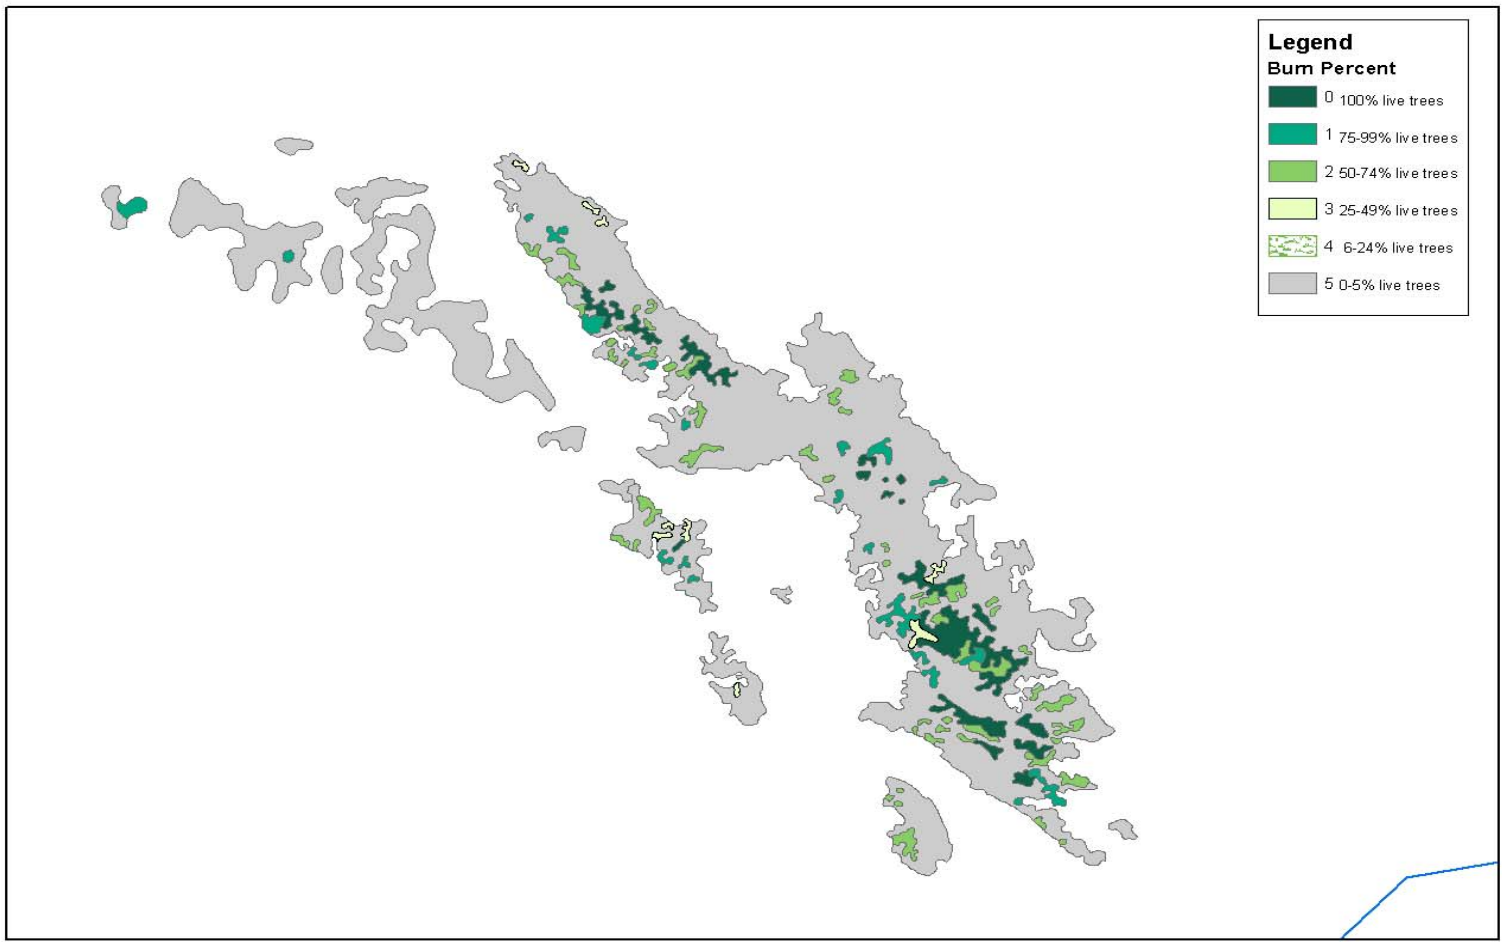 Legend
Burn Percent
0 100% live trees
1 75-99% live trees
2 50-74% live trees
3 25-49% live trees
4 6-24% live trees
5 0-5% live trees